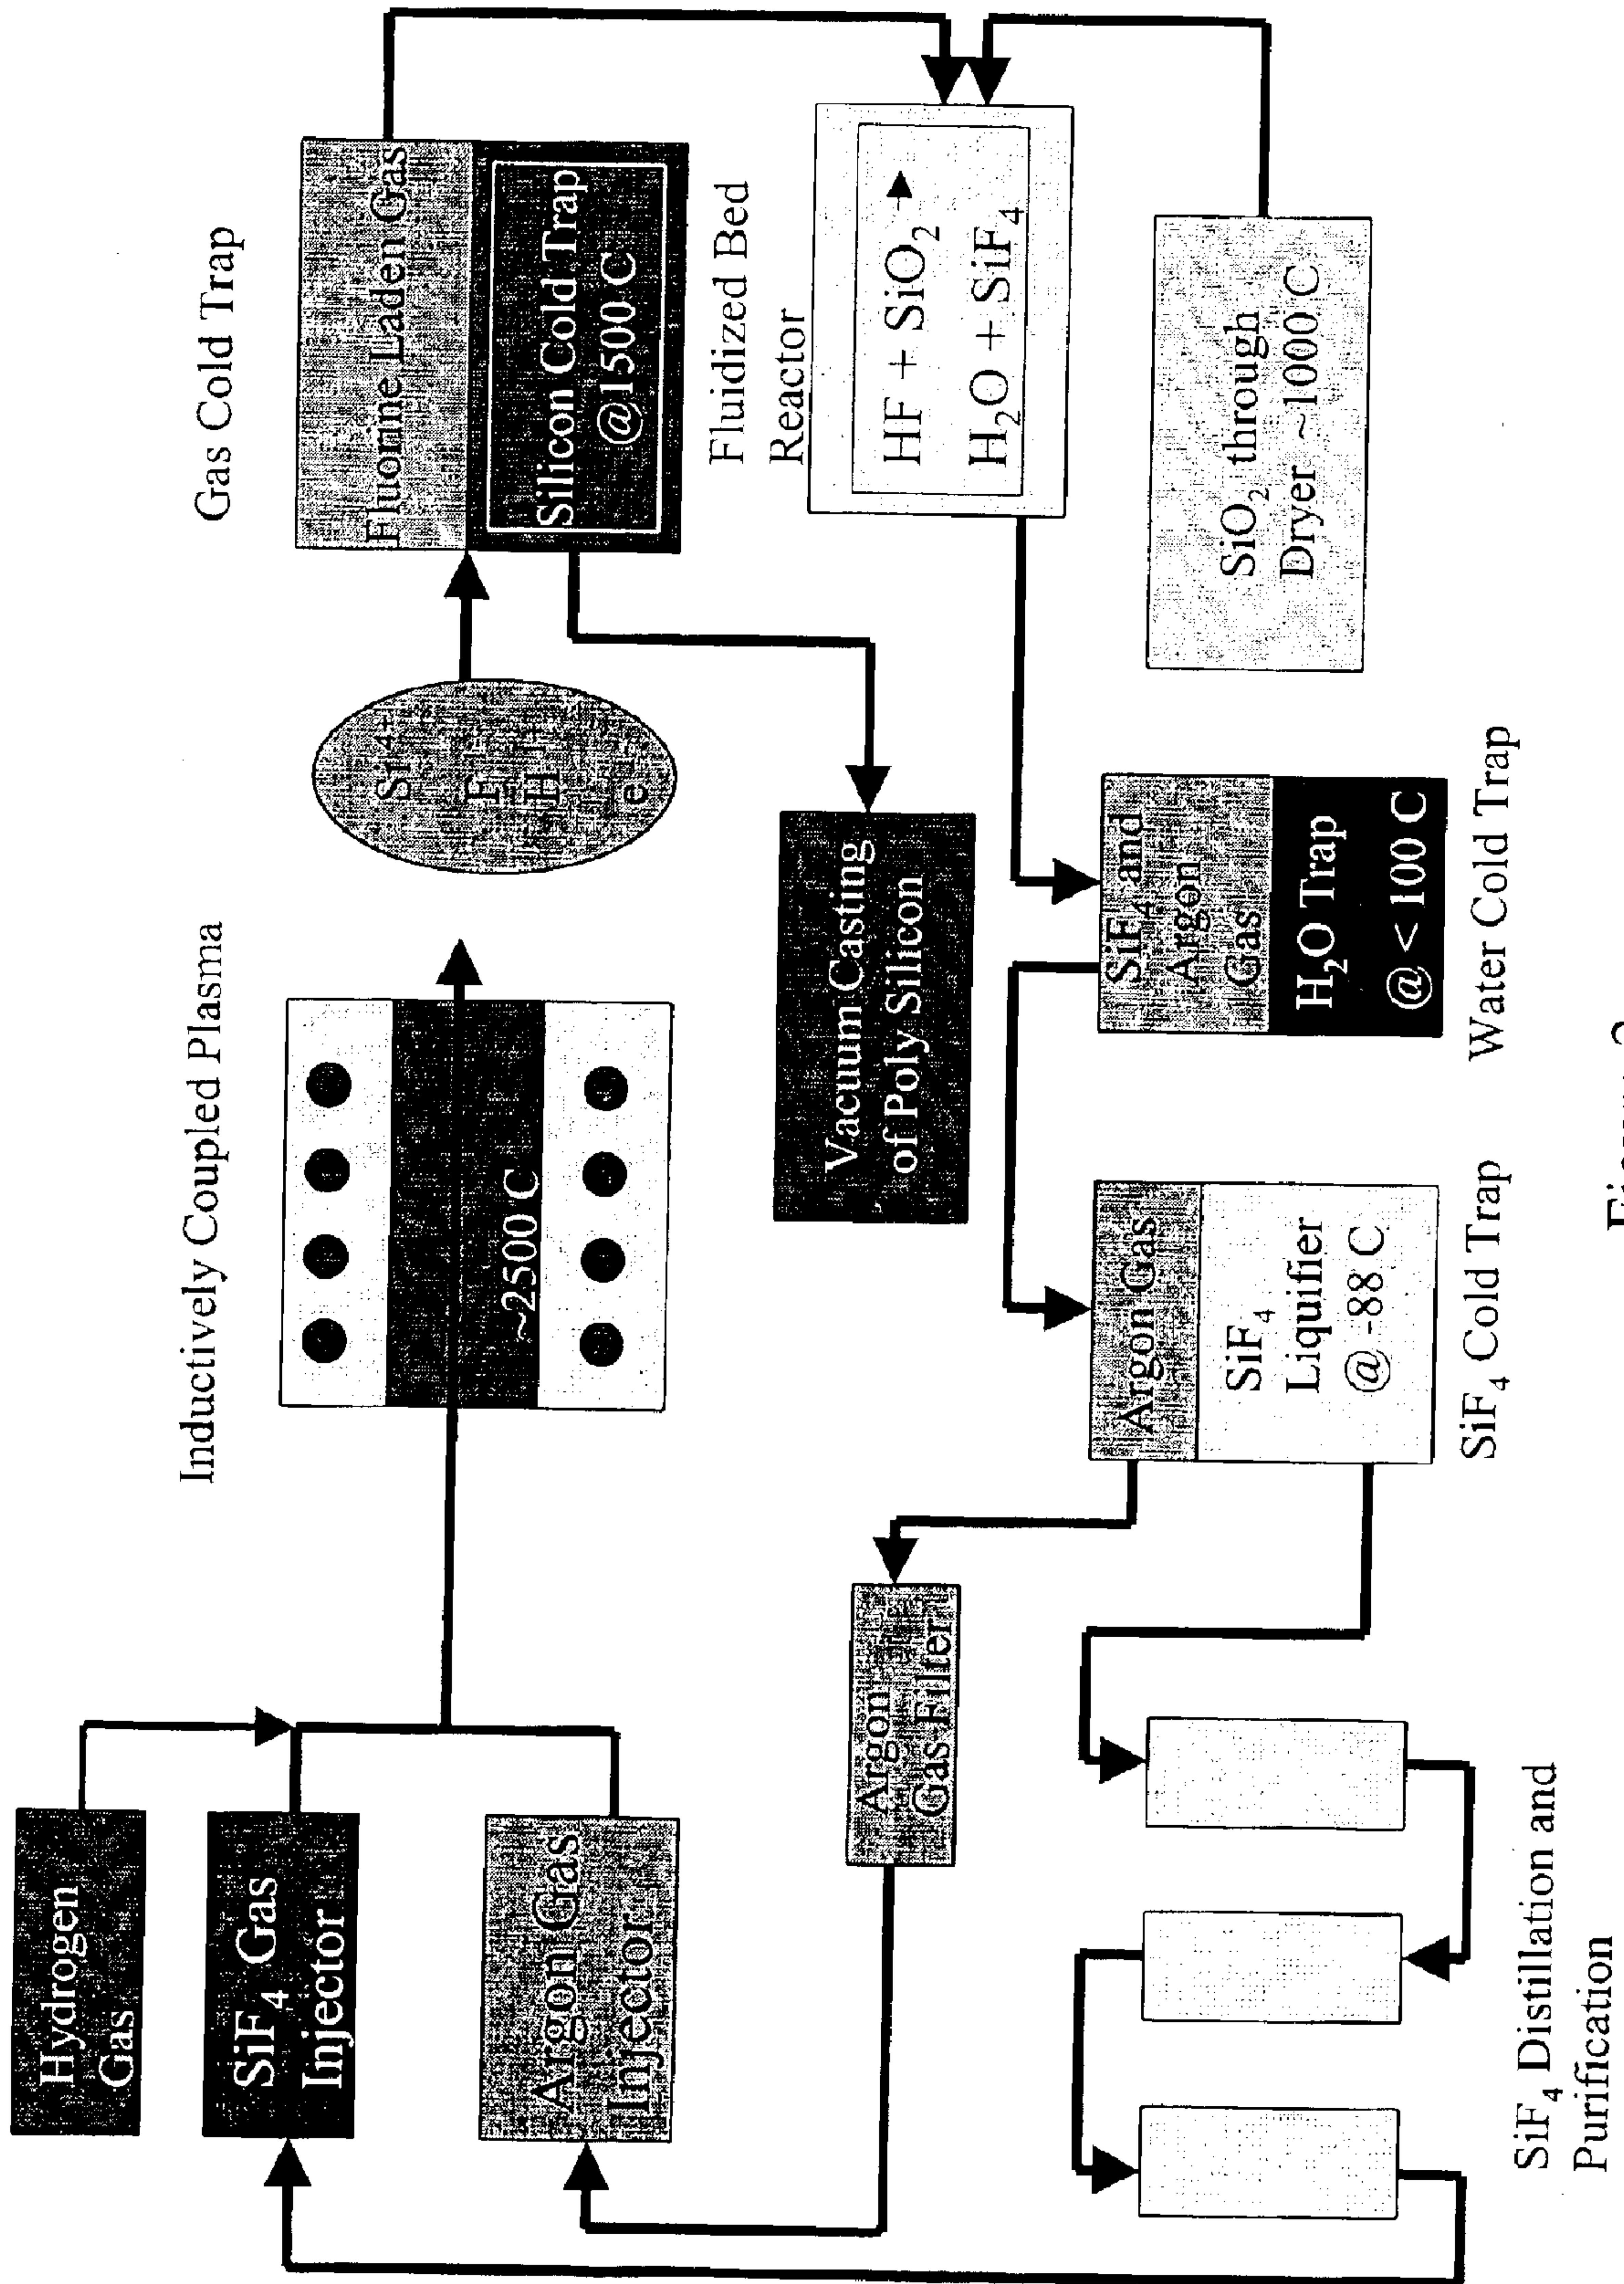 Hydrogen
Gas
SiF₄ Gas
Injector
Argon Gas
Injector
Inductively Coupled Plasma
~2500 C
Si⁴⁺
F
H
e
Gas Cold Trap
Fluorine Laden Gas
Silicon Cold Trap
@1500 C
Vacuum Casting
of Poly Silicon
Fluidized Bed
Reactor
HF + SiO₂ →
H₂O + SiF₄
SiO₂ through
Dryer ~1000 C
Argon
Gas Filter
Argon Gas
SiF₄
Liquifier
@ -88 C
SiF₄ Cold Trap
SiF₄ and
Argon
Gas
H₂O Trap
@ < 100 C
Water Cold Trap
SiF₄ Distillation and
Purification
Figure 2